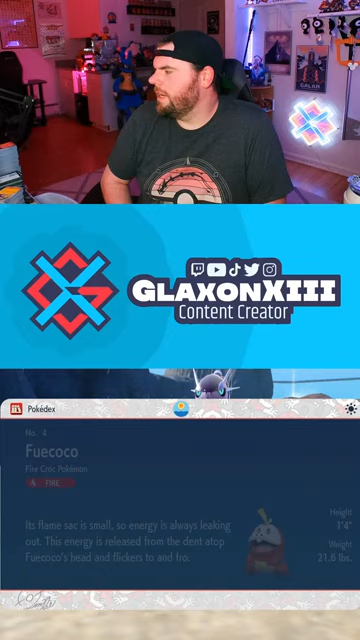 GALAR
GLAXONXIII
Content Creator
Pokédex
No. 4
Fuecoco
Fire Croc Pokémon
FIRE
Height
1'4"
Weight
21.6 lbs.
Its flame sac is small, so energy is always leaking
out. This energy is released from the dent atop
Fuecoco's head and flickers to and fro.